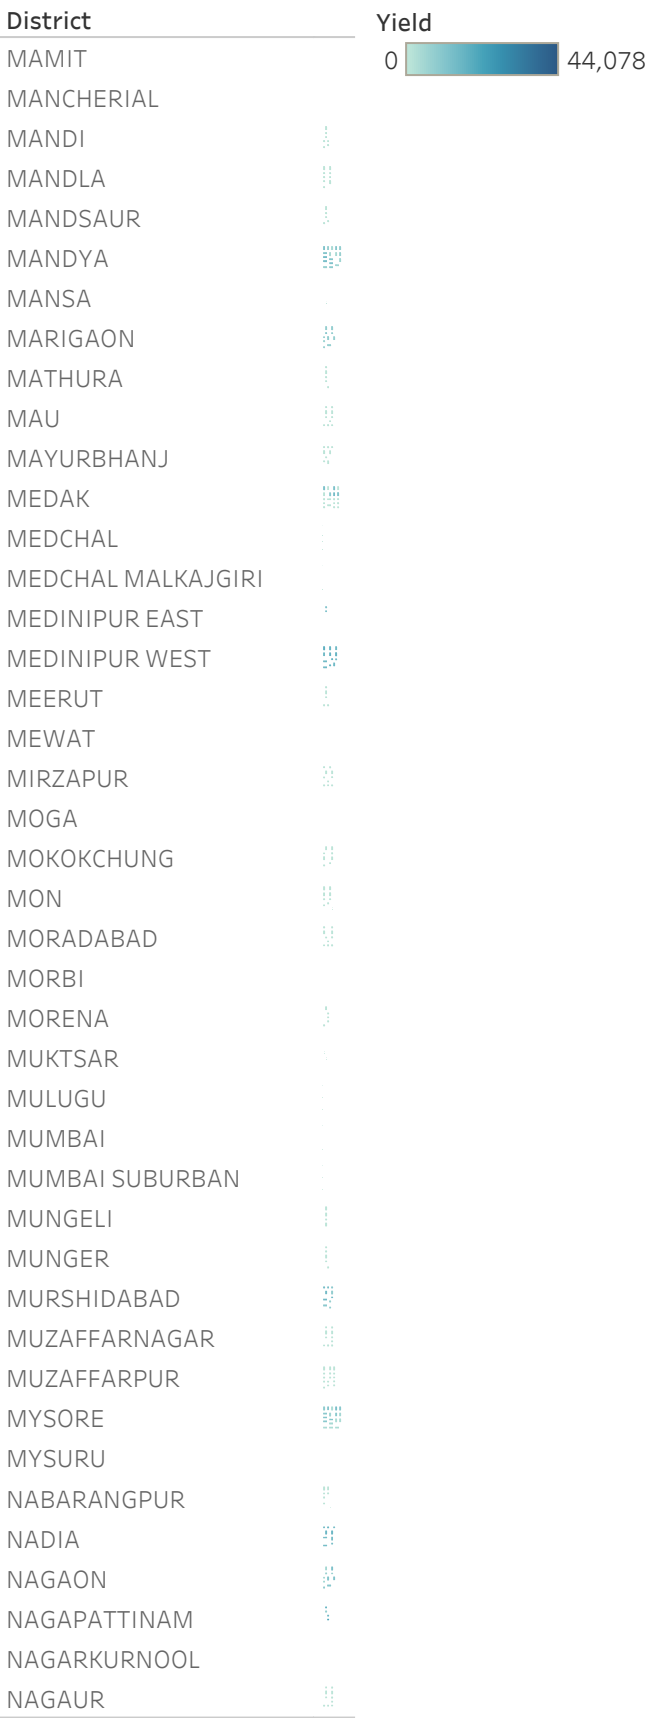 District
Yield
0
44,078
MAMIT
MANCHERIAL
MANDI
MANDLA
MANDSAUR
MANDYA
MANSA
MARIGAON
MATHURA
MAU
MAYURBHANJ
MEDAK
MEDCHAL
MEDCHAL MALKAJGIRI
MEDINIPUR EAST
MEDINIPUR WEST
MEERUT
MEWAT
MIRZAPUR
MOGA
MOKOKCHUNG
MON
MORADABAD
MORBI
MORENA
MUKTSAR
MULUGU
MUMBAI
MUMBAI SUBURBAN
MUNGELI
MUNGER
MURSHIDABAD
MUZAFFARNAGAR
MUZAFFARPUR
MYSORE
MYSURU
NABARANGPUR
NADIA
NAGAON
NAGAPATTINAM
NAGARKURNOOL
NAGAUR